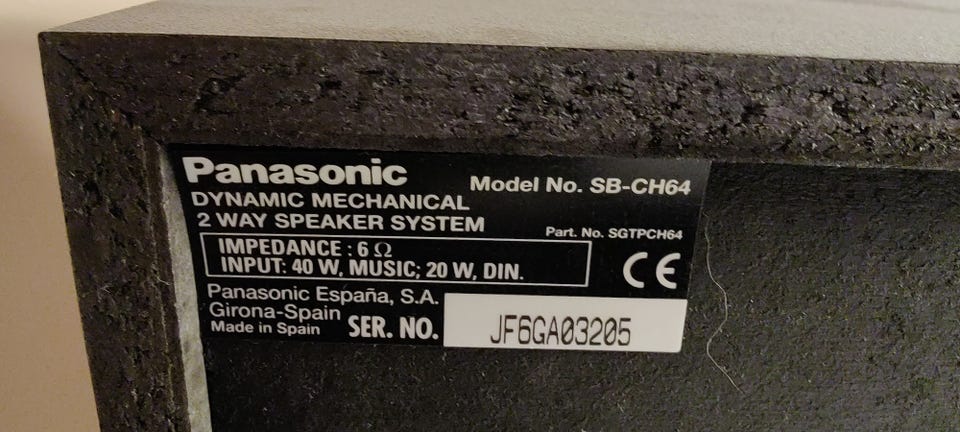 Panasonic
Model No. SB-CH64
DYNAMIC MECHANICAL
2 WAY SPEAKER SYSTEM
Part. No. SGTPCH64
IMPEDANCE : 6 Ω
INPUT: 40 W, MUSIC; 20 W, DIN.
CE
Panasonic España, S.A.
Girona-Spain
Made in Spain
SER. NO.
JF6GA03205